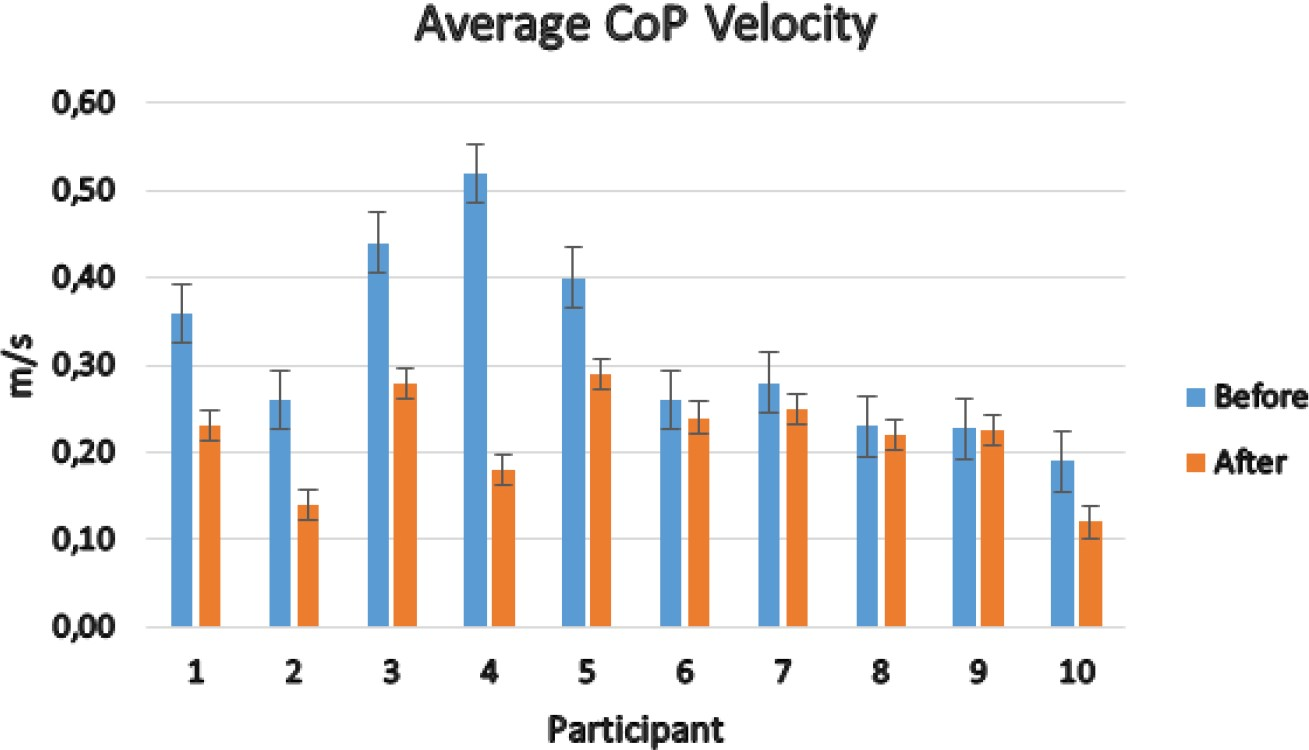 Average CoP Velocity
0,60
0,50
0,40
0,30
0,20
0,10
0,00
m/s
1 2 3 4 5 6 7 8 9 10
Participant
Before
After